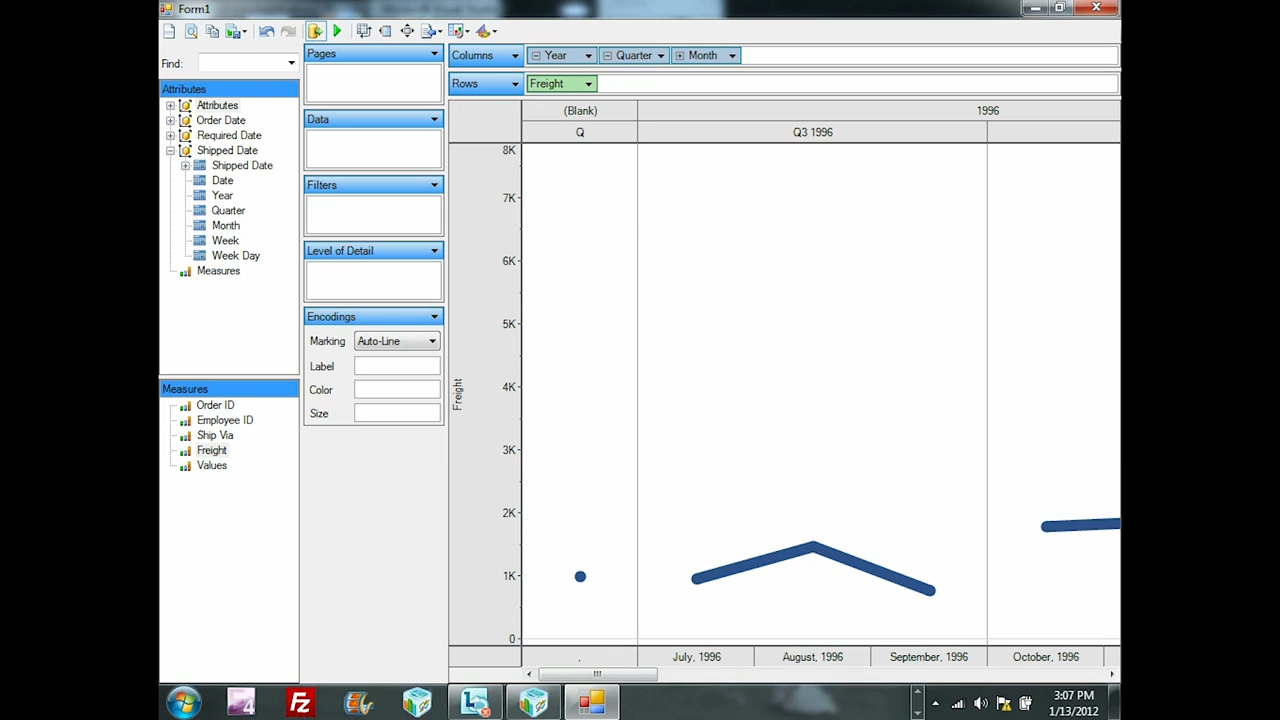 Form1
Find:
Attributes
Attributes
Order Date
Required Date
Shipped Date
Shipped Date
Date
Year
Quarter
Month
Week
Week Day
Measures
Measures
Order ID
Employee ID
Ship Via
Freight
Values
Pages
Data
Filters
Level of Detail
Encodings
Marking Auto-Line
Label
Color
Size
Columns Year Quarter Month
Rows Freight
(Blank) 1996
Q Q3 1996
8K
7K
6K
5K
4K
3K
2K
1K
0
Freight
. July, 1996 August, 1996 September, 1996 October, 1996
4
Fz
3:07 PM
1/13/2012